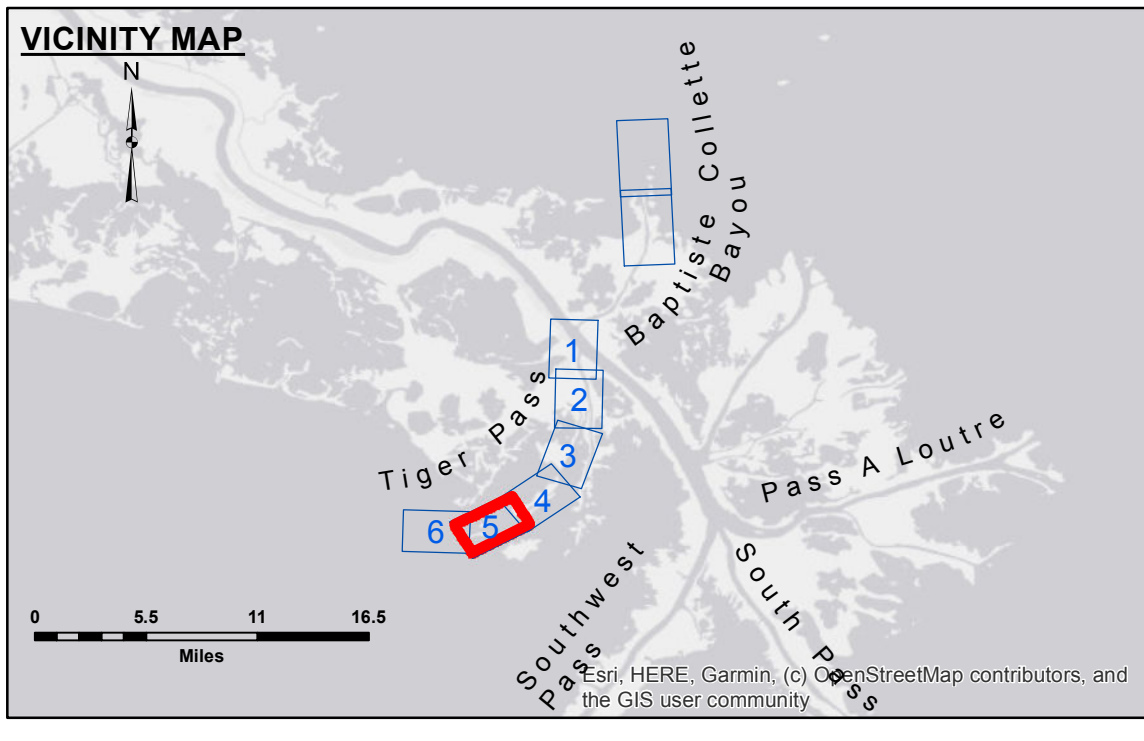 VICINITY MAP
N
Baptiste Collette
Bayou
1
2
Tiger Pass
3
Pass A Loutre
4
5
6
Southwest
Pass
South Pass
0 5.5 11 16.5
Miles
Esri, HERE, Garmin, (c) OpenStreetMap contributors, and
the GIS user community